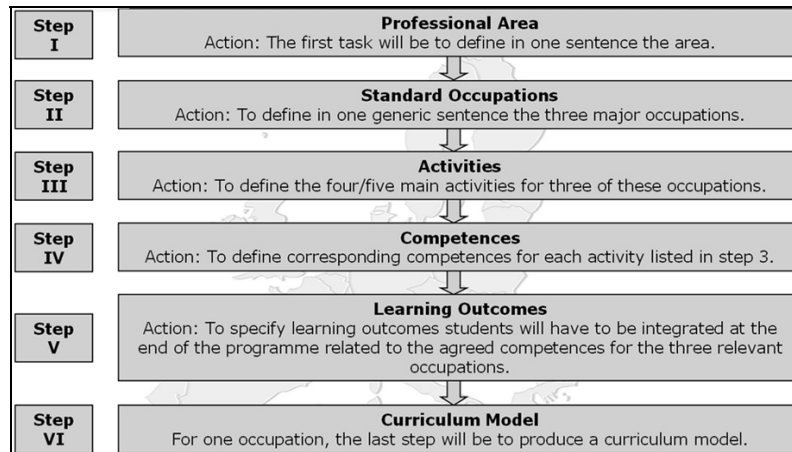 Step
I
Professional Area
Action: The first task will be to define in one sentence the area.
Step
II
Standard Occupations
Action: To define in one generic sentence the three major occupations.
Step
III
Activities
Action: To define the four/five main activities for three of these occupations.
Step
IV
Competences
Action: To define corresponding competences for each activity listed in step 3.
Step
V
Learning Outcomes
Action: To specify learning outcomes students will have to be integrated at the
end of the programme related to the agreed competences for the three relevant
occupations.
Step
VI
Curriculum Model
For one occupation, the last step will be to produce a curriculum model.